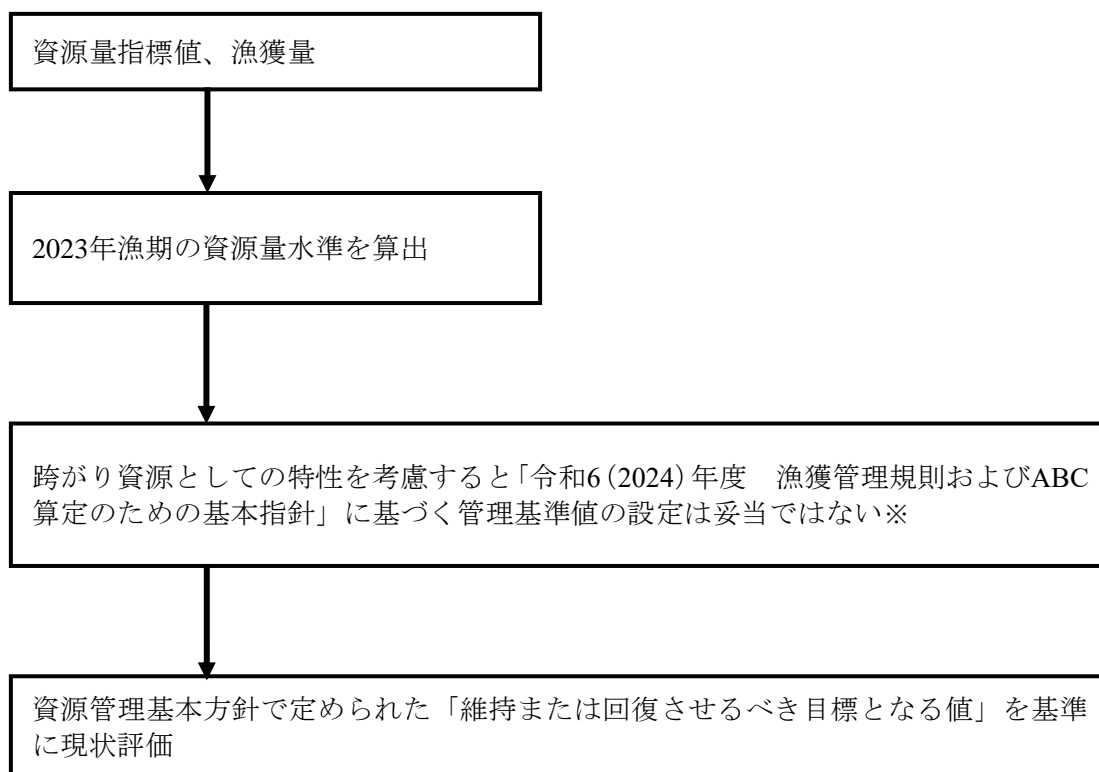 資源量指標値、漁獲量
2023年漁期の資源量水準を算出
跨がり資源としての特性を考慮すると「令和6(2024)年度　漁獲管理規則およびABC
算定のための基本指針」に基づく管理基準値の設定は妥当ではない※
資源管理基本方針で定められた「維持または回復させるべき目標となる値」を基準
に現状評価